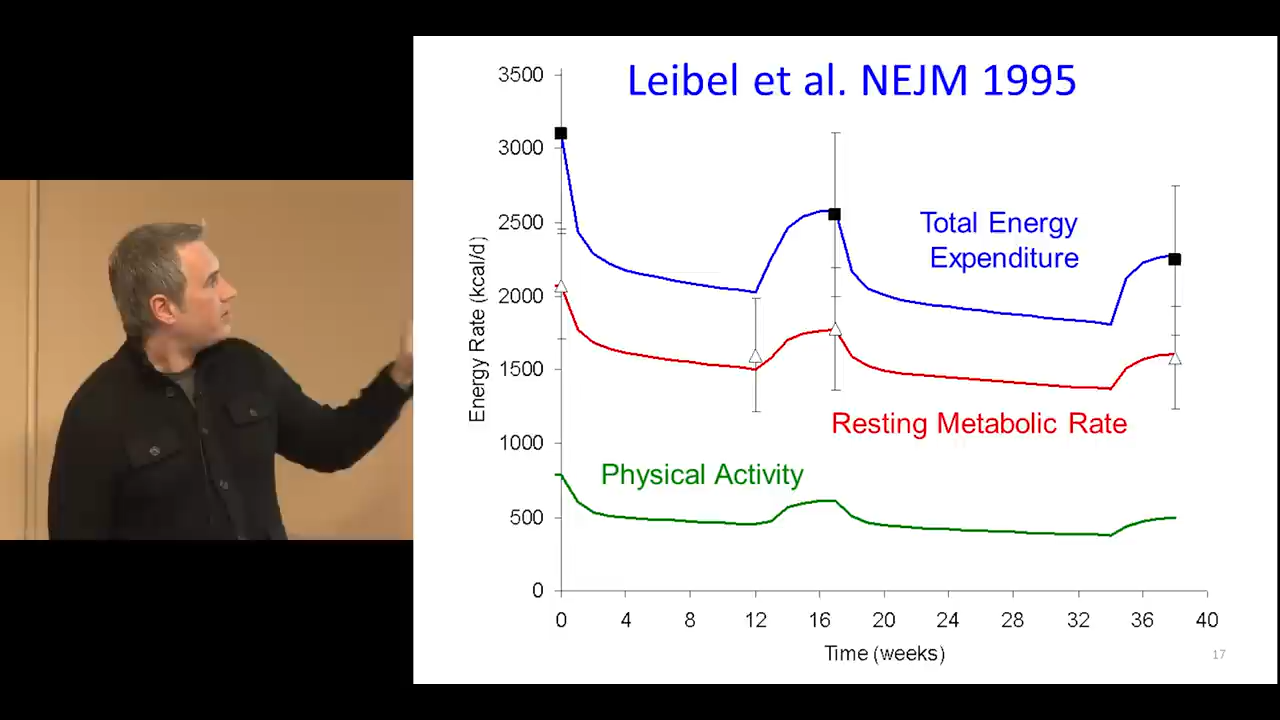 Leibel et al. NEJM 1995
3500
3000
2500
2000
1500
1000
500
0
Energy Rate (kcal/d)
Total Energy
Expenditure
Resting Metabolic Rate
Physical Activity
0 4 8 12 16 20 24 28 32 36 40
Time (weeks)
17